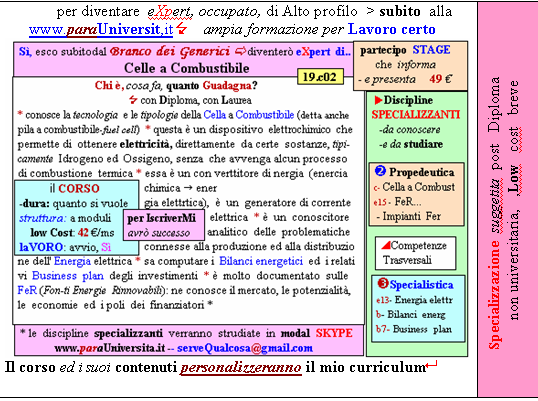 per diventare eXpert, occupato, di Alto profilo > subito alla
www.paraUniversit,it ampia formazione per Lavoro certo
Sì, esco subitodal Branco dei Generici ⇨diventerò eXpert di..
Celle a Combustibile
19.c02
Chi è, cosa fa, quanto Guadagna?
con Diploma, con Laurea
* conosce la tecnologia e le tipologie della Cella a Combustibile (detta anche
pila a combustibile-fuel cell) * questa è un dispositivo elettrochimico che
permette di ottenere elettricità, direttamente da certe sostanze, tipi-
camente Idrogeno ed Ossigeno, senza che avvenga alcun processo
di combustione termica * essa è un con vertitore di nergia (enercia
chimica → ener
gia elettrtica), è un generatore di corrente
elettrica * è un conoscitore
analitico delle problematiche
connesse alla produzione ed alla distribuzio
ne dell' Energia elettrica * sa computare i Bilanci energetici ed i relati
vi Business plan degli investimenti * è molto documentato sulle
FeR (Fon-ti Energie Rinnovabili): ne conosce il mercato, le potenzialità,
le economie ed i poli dei finanziatori *
il CORSO
-dura: quanto si vuole
struttura: a moduli
low Cost: 42 €/ms
laVORO: avvio, Sì
per IscriverMi
avrò successo
* le discipline specializzanti verranno strudiate in modal SKYPE
www.paraUniversita.it -- serveQualcosa@gmail.com
partecipo STAGE
che informa
- e presenta 49 €
▶Discipline
SPECIALIZZANTI
-da conoscere
-e da studiare
❷ Propedeutica
c- Cella a Combust
e15- FeR...
- Impianti Fer
Competenze
Trasversali
❸Specialistica
e13- Energia elettr
b- Bilanci energ
b7- Business plan
Il corso ed i suoi contenuti personalizzeranno il mio curriculum↵
Specializzazione suggetita post Diploma
non universitaria, Low cost breve